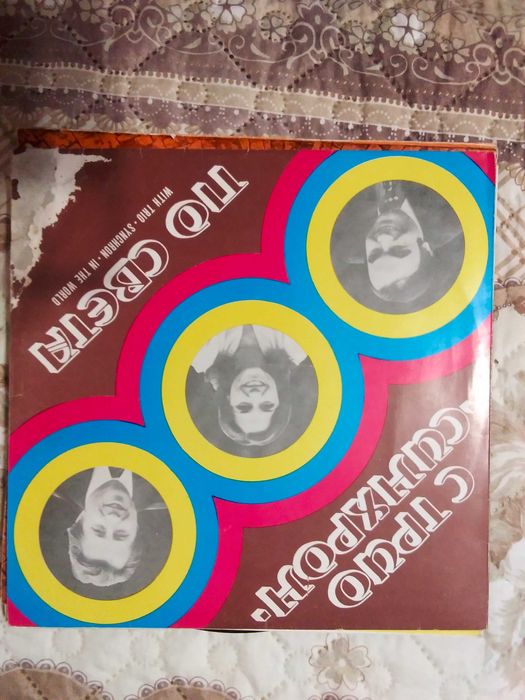 С ТРИО
"СИНХРОН"
ПО СВЕТА
WITH TRIO "SYNCHRON" IN THE WORLD